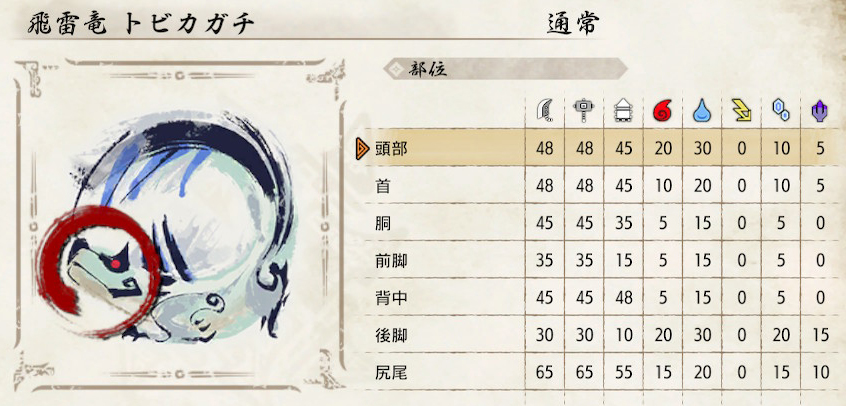 飛雷竜 トビカガチ
通常
部位
頭部 48 48 45 20 30 0 10 5
首 48 48 45 10 20 0 10 5
胴 45 45 35 5 15 0 5 0
前脚 35 35 15 5 15 0 5 0
背中 45 45 48 5 15 0 5 0
後脚 30 30 10 20 30 0 20 15
尻尾 65 65 55 15 20 0 15 10